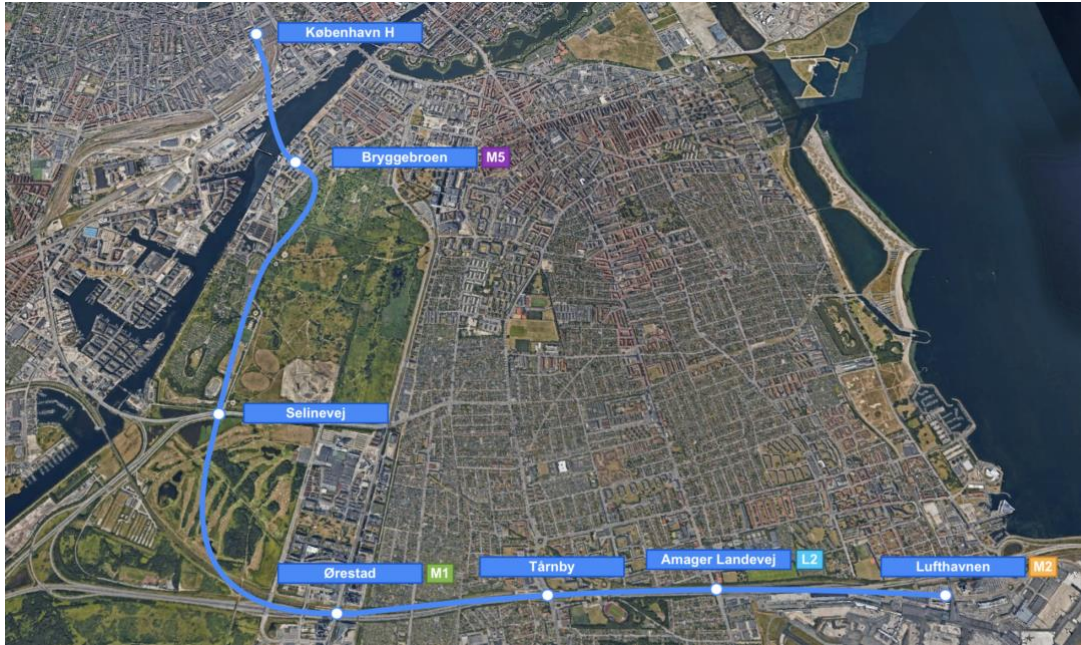 København H
Bryggebroen M5
Selinevej
Ørestad M1
Tårnby
Amager Landevej L2
Lufthavnen M2